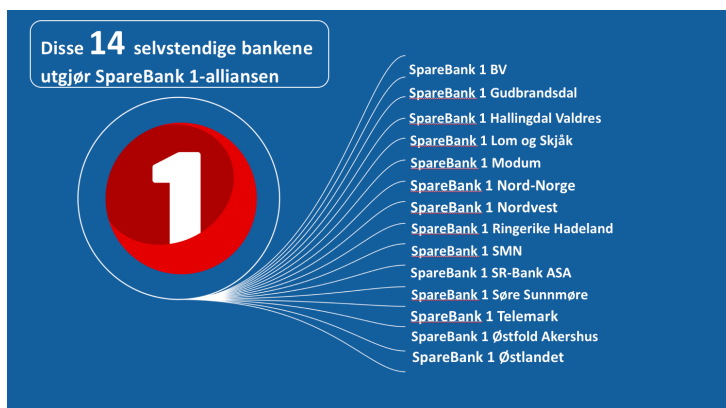 Disse 14 selvstendige bankene
utgjør SpareBank 1-alliansen
1
SpareBank 1 BV
SpareBank 1 Gudbrandsdal
SpareBank 1 Hallingdal Valdres
SpareBank 1 Lom og Skjåk
SpareBank 1 Modum
SpareBank 1 Nord-Norge
SpareBank 1 Nordvest
SpareBank 1 Ringerike Hadeland
SpareBank 1 SMN
SpareBank 1 SR-Bank ASA
SpareBank 1 Søre Sunnmøre
SpareBank 1 Telemark
SpareBank 1 Østfold Akershus
SpareBank 1 Østlandet